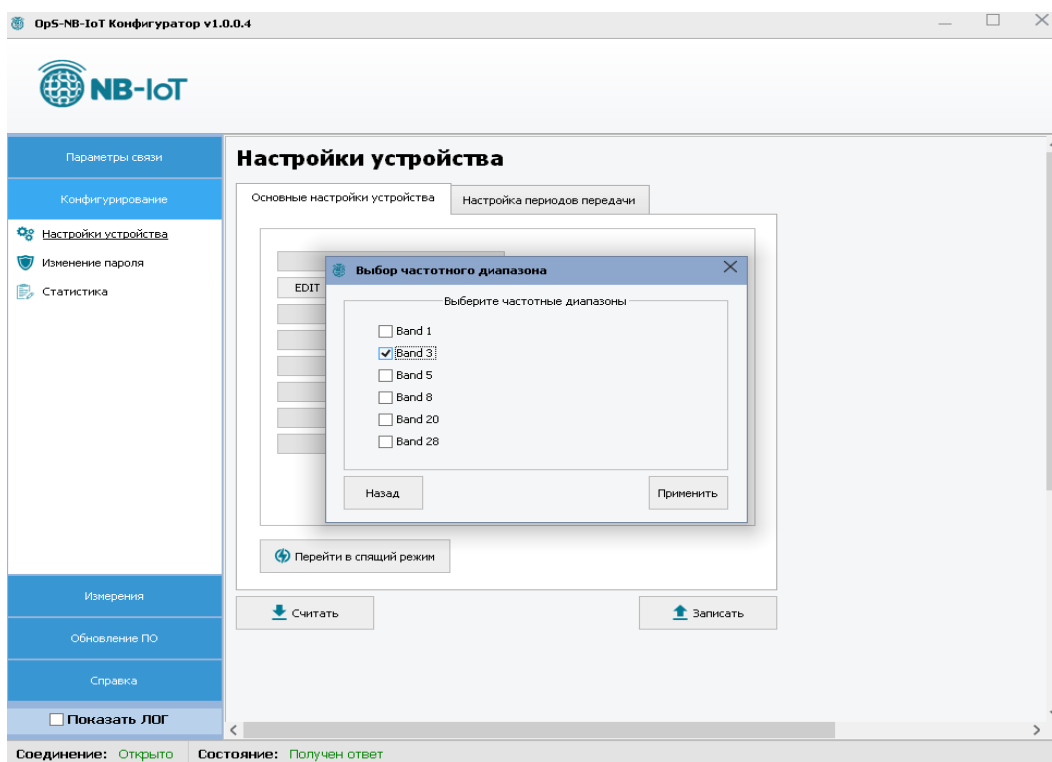 OpS-NB-IoT Конфигуратор v1.0.0.4
NB-IoT
Параметры связи
Конфигурирование
Настройки устройства
Изменение пароля
Статистика
Измерения
Обновление ПО
Справка
Показать ЛОГ
Настройки устройства
Основные настройки устройства
Настройка периодов передачи
EDIT
Выбор частотного диапазона
Выберите частотные диапазоны
Band 1
Band 3
Band 5
Band 8
Band 20
Band 28
Назад
Применить
Перейти в спящий режим
Считать
Записать
Соединение: Открыто Состояние: Получен ответ